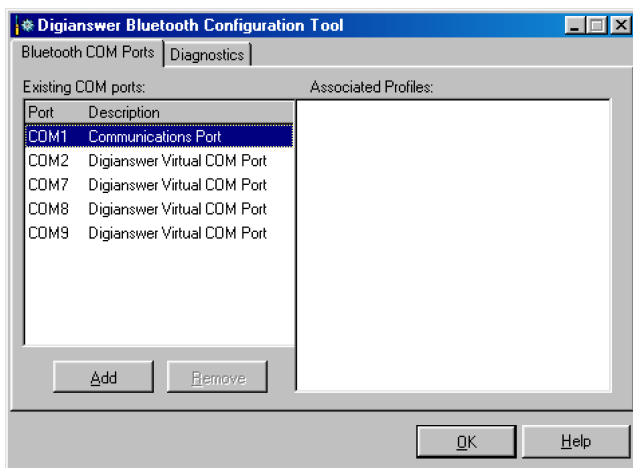 Digianswer Bluetooth Configuration Tool
Bluetooth COM Ports Diagnostics
Existing COM ports: Associated Profiles:
Port Description
COM1 Communications Port
COM2 Digianswer Virtual COM Port
COM7 Digianswer Virtual COM Port
COM8 Digianswer Virtual COM Port
COM9 Digianswer Virtual COM Port
Add Remove
OK Help